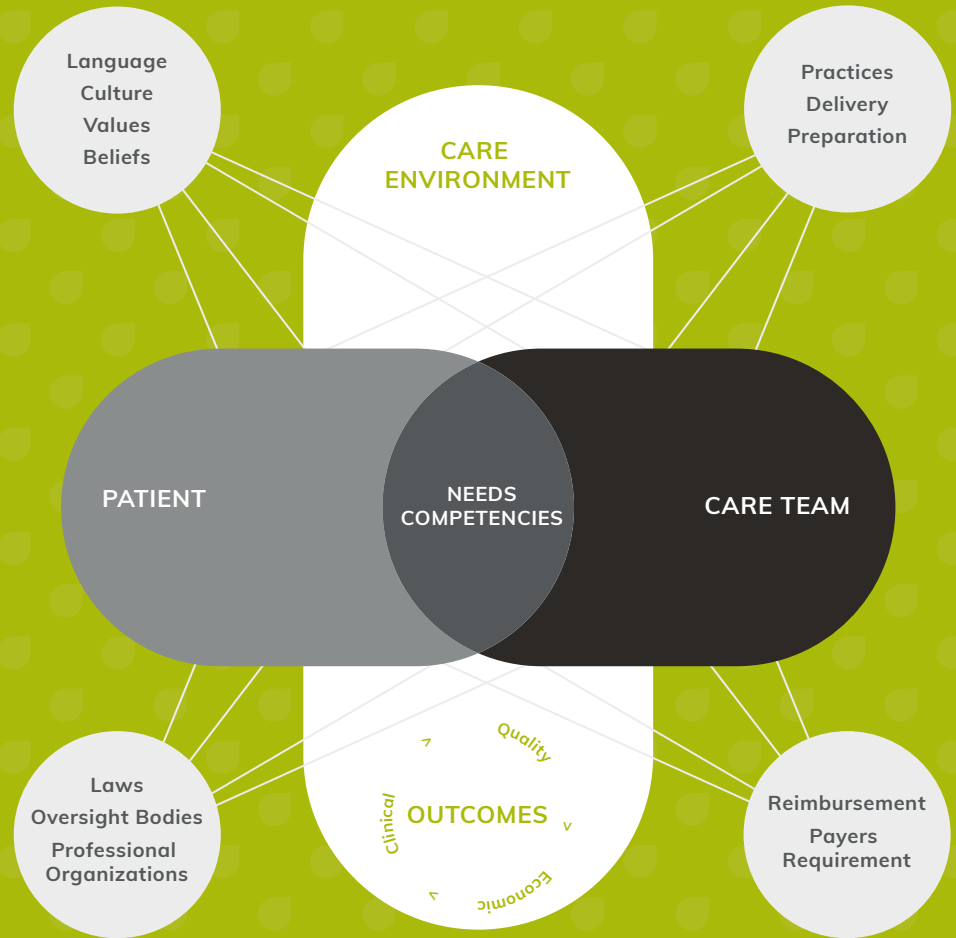 Language
Culture
Values
Beliefs
Practices
Delivery
Preparation
CARE
ENVIRONMENT
PATIENT
NEEDS
COMPETENCIES
CARE TEAM
Quality
Clinical
OUTCOMES
Economic
Laws
Oversight Bodies
Professional
Organizations
Reimbursement
Payers
Requirement